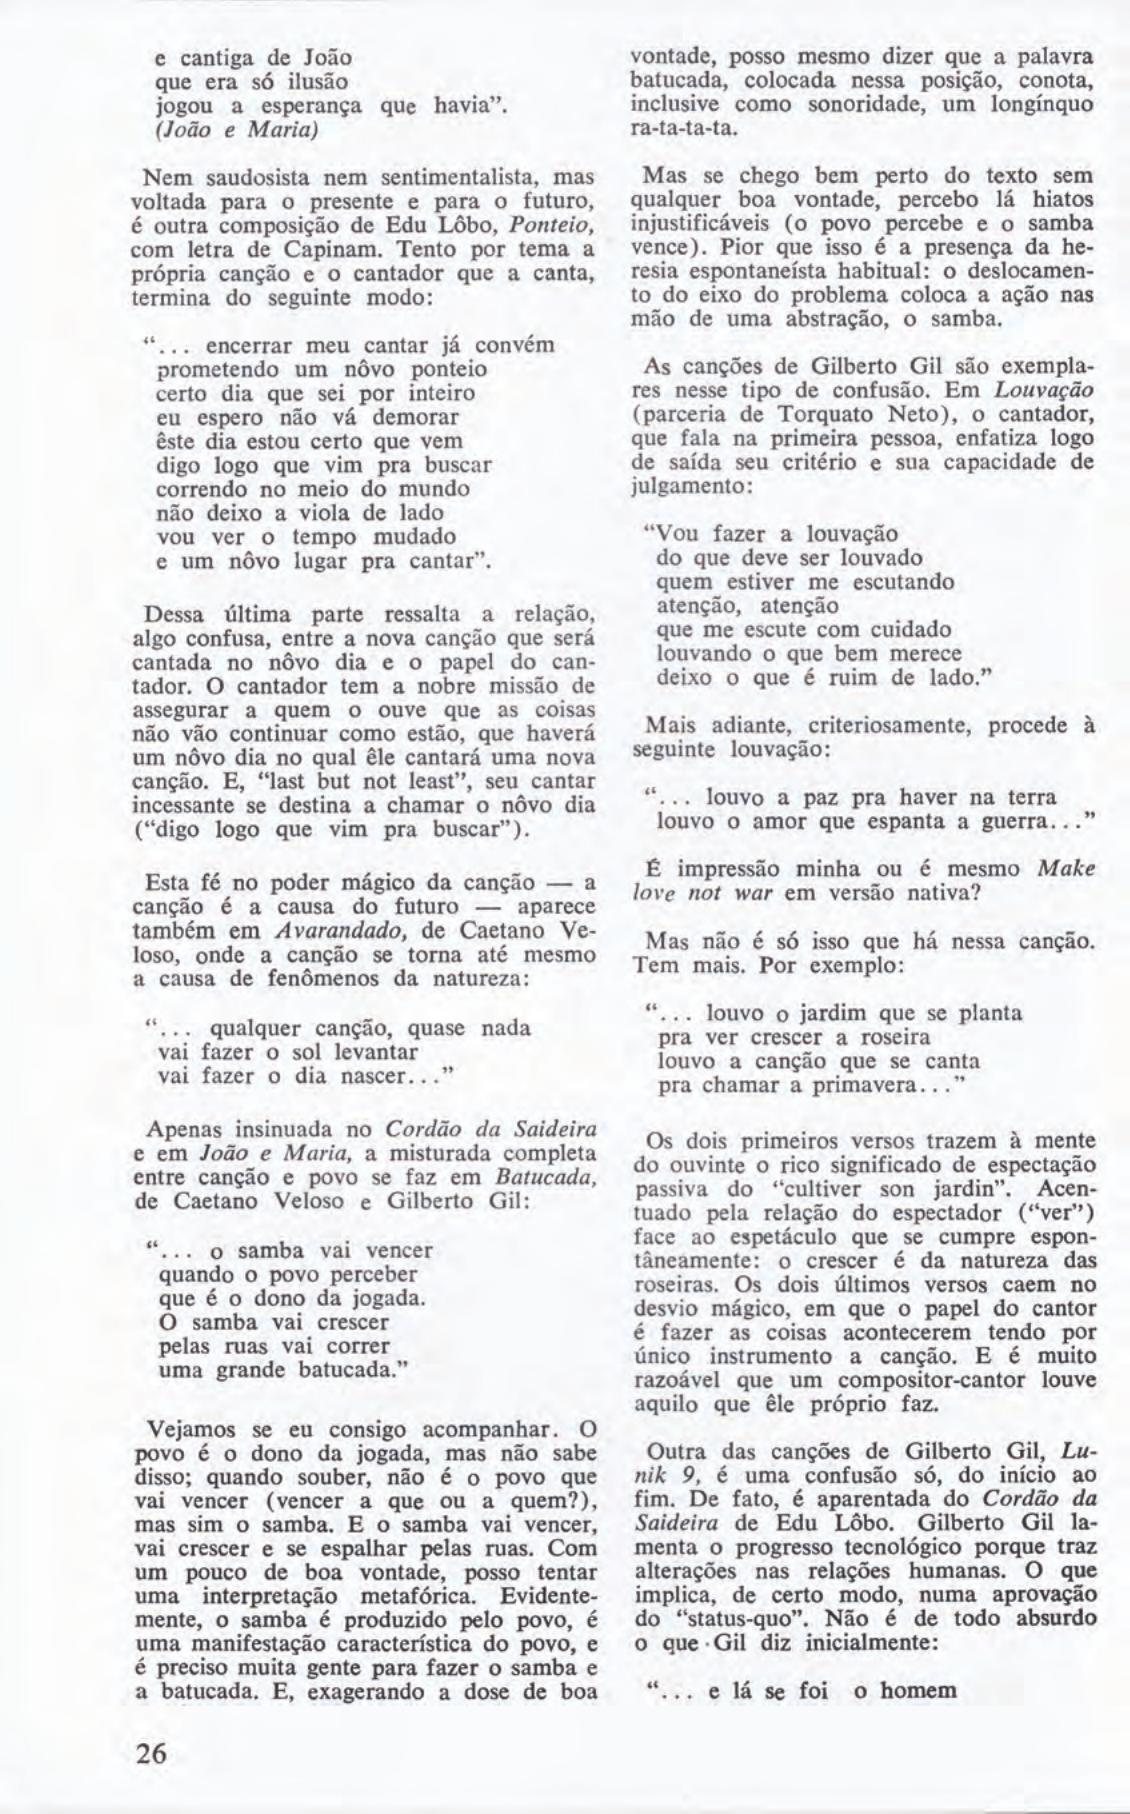 e cantiga de João
que era só ilusão
jogou a esperança que havia”.
(João e Maria)
Nem saudosista nem sentimentalista, mas
voltada para o presente e para o futuro,
é outra composição de Edu Lôbo, Ponteio,
com letra de Capinam. Tento por tema a
própria canção e o cantador que a canta,
termina do seguinte modo:
“... encerrar meu cantar já convém
prometendo um nôvo ponteio
certo dia que sei por inteiro
eu espero não vá demorar
êste dia estou certo que vem
digo logo que vim pra buscar
correndo no meio do mundo
não deixo a viola de lado
vou ver o tempo mudado
e um nôvo lugar pra cantar”.
Dessa última parte ressalta a relação,
algo confusa, entre a nova canção que será
cantada no nôvo dia e o papel do can-
tador. O cantador tem a nobre missão de
assegurar a quem o ouve que as coisas
não vão continuar como estão, que haverá
um nôvo dia no qual êle cantará uma nova
canção. E, “last but not least”, seu cantar
incessante se destina a chamar o nôvo dia
(“digo logo que vim pra buscar”).
Esta fé no poder mágico da canção — a
canção é a causa do futuro — aparece
também em Avarandado, de Caetano Ve-
loso, onde a canção se torna até mesmo
a causa de fenômenos da natureza:
“... qualquer canção, quase nada
vai fazer o sol levantar
vai fazer o dia nascer...”
Apenas insinuada no Cordão da Saideira
e em João e Maria, a misturada completa
entre canção e povo se faz em Batucada,
de Caetano Veloso e Gilberto Gil:
“... o samba vai vencer
quando o povo perceber
que é o dono da jogada.
O samba vai crescer
pelas ruas vai correr
uma grande batucada.”
Vejamos se eu consigo acompanhar. O
povo é o dono da jogada, mas não sabe
disso; quando souber, não é o povo que
vai vencer (vencer a que ou a quem?),
mas sim o samba. E o samba vai vencer,
vai crescer e se espalhar pelas ruas. Com
um pouco de boa vontade, posso tentar
uma interpretação metafórica. Evidente-
mente, o samba é produzido pelo povo, é
uma manifestação característica do povo, e
é preciso muita gente para fazer o samba e
a batucada. E, exagerando a dose de boa
vontade, posso mesmo dizer que a palavra
batucada, colocada nessa posição, conota,
inclusive como sonoridade, um longínquo
ra-ta-ta-ta.
Mas se chego bem perto do texto sem
qualquer boa vontade, percebo lá hiatos
injustificáveis (o povo percebe e o samba
vence). Pior que isso é a presença da he-
resia espontaneísta habitual: o deslocamen-
to do eixo do problema coloca a ação nas
mão de uma abstração, o samba.
As canções de Gilberto Gil são exempla-
res nesse tipo de confusão. Em Louvação
(parceria de Torquato Neto), o cantador,
que fala na primeira pessoa, enfatiza logo
de saída seu critério e sua capacidade de
julgamento:
“Vou fazer a louvação
do que deve ser louvado
quem estiver me escutando
atenção, atenção
que me escute com cuidado
louvando o que bem merece
deixo o que é ruim de lado.”
Mais adiante, criteriosamente, procede à
seguinte louvação:
“... louvo a paz pra haver na terra
louvo o amor que espanta a guerra...”
É impressão minha ou é mesmo Make
love not war em versão nativa?
Mas não é só isso que há nessa canção.
Tem mais. Por exemplo:
“... louvo o jardim que se planta
pra ver crescer a roseira
louvo a canção que se canta
pra chamar a primavera...”
Os dois primeiros versos trazem à mente
do ouvinte o rico significado de espectação
passiva do “cultiver son jardin”. Acen-
tuado pela relação do espectador (“ver”)
face ao espetáculo que se cumpre espon-
tâneamente: o crescer é da natureza das
roseiras. Os dois últimos versos caem no
desvio mágico, em que o papel do cantor
é fazer as coisas acontecerem tendo por
único instrumento a canção. E é muito
razoável que um compositor-cantor louve
aquilo que êle próprio faz.
Outra das canções de Gilberto Gil, Lu-
nik 9, é uma confusão só, do início ao
fim. De fato, é aparentada do Cordão da
Saideira de Edu Lôbo. Gilberto Gil la-
menta o progresso tecnológico porque traz
alterações nas relações humanas. O que
implica, de certo modo, numa aprovação
do “status-quo”. Não é de todo absurdo
o que Gil diz inicialmente:
“... e lá se foi o homem
26